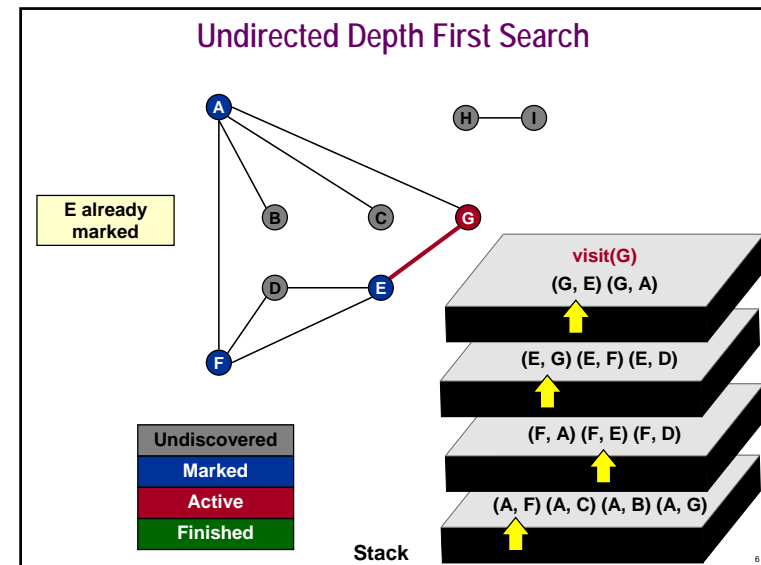 Undirected Depth First Search
A
H I
E already
marked
B C G
visit(G)
(G, E) (G, A)
D E
(E, G) (E, F) (E, D)
F
(F, A) (F, E) (F, D)
Undiscovered
Marked
Active
Finished
(A, F) (A, C) (A, B) (A, G)
Stack
6